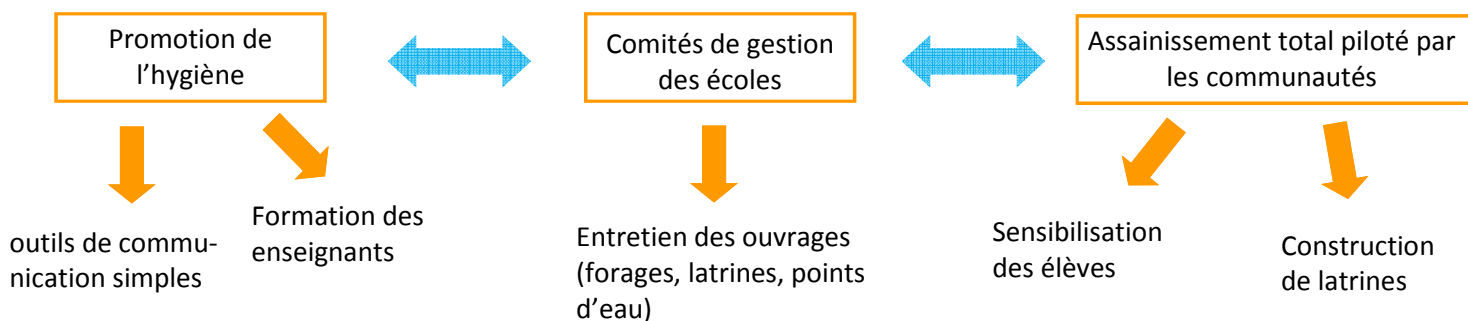 Promotion de
l’hygiène
Comités de gestion
des écoles
Assainissement total piloté par
les communautés
outils de commu-
nication simples
Formation des
enseignants
Entretien des ouvrages
(forages, latrines, points
d’eau)
Sensibilisation
des élèves
Construction
de latrines